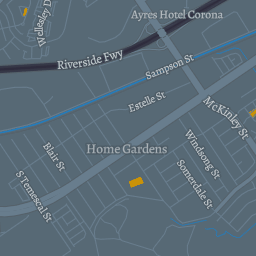 Wellesley D
Ayres Hotel Corona
Riverside Fwy
Sampson St
Estelle St
McKinley St
Blair St
Home Gardens
Windsong St
S Temescal St
Somerdale St